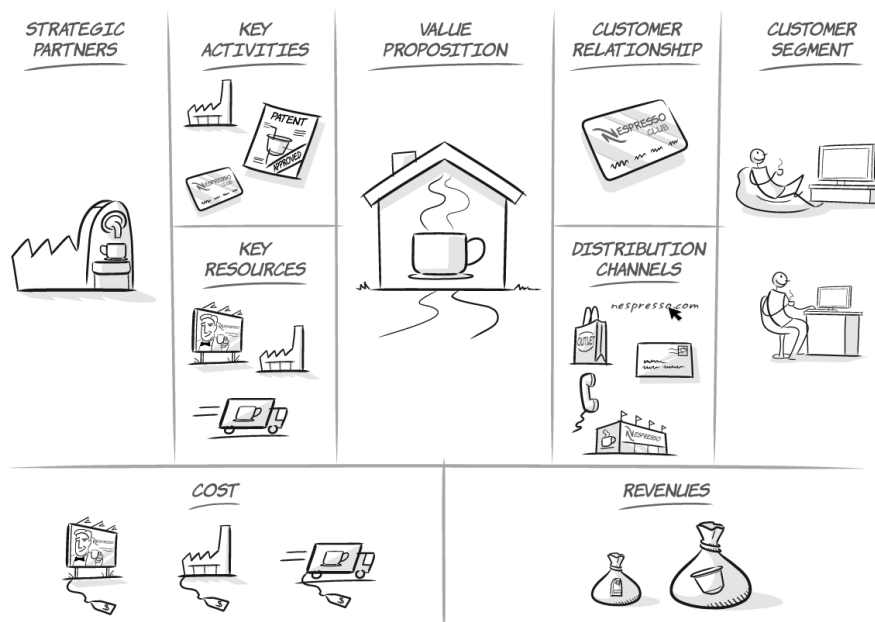 STRATEGIC
PARTNERS
KEY
ACTIVITIES
PATENT
APPROVED
NESPRESSO
CLUB
VALUE
PROPOSITION
CUSTOMER
RELATIONSHIP
NESPRESSO
CLUB
CUSTOMER
SEGMENT
KEY
RESOURCES
DISTRIBUTION
CHANNELS
nespresso.com
OUTLET
NESPRESSO
COST
$
$
$
REVENUES